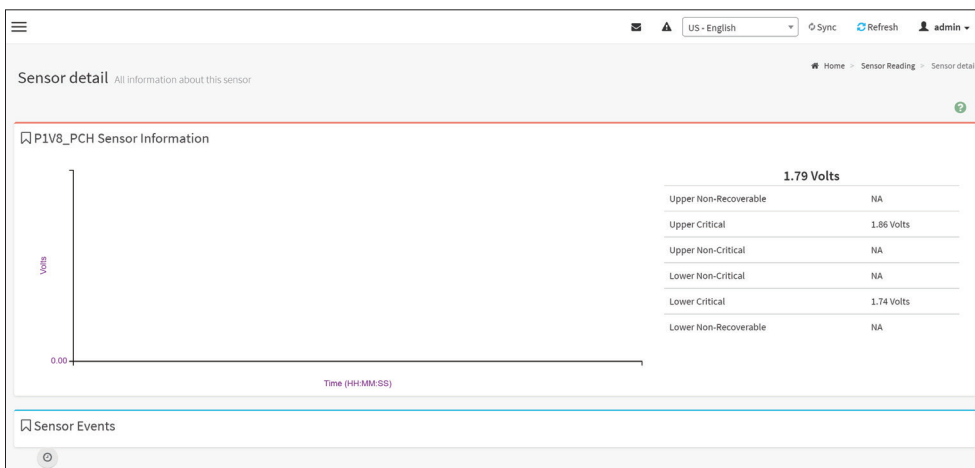 US - English Sync Refresh admin
Sensor detail All information about this sensor
Home > Sensor Reading > Sensor detail
P1V8_PCH Sensor Information
1.79 Volts
Upper Non-Recoverable NA
Upper Critical 1.86 Volts
Upper Non-Critical NA
Lower Non-Critical NA
Lower Critical 1.74 Volts
Lower Non-Recoverable NA
Volts
0.00
Time (HH:MM:SS)
Sensor Events